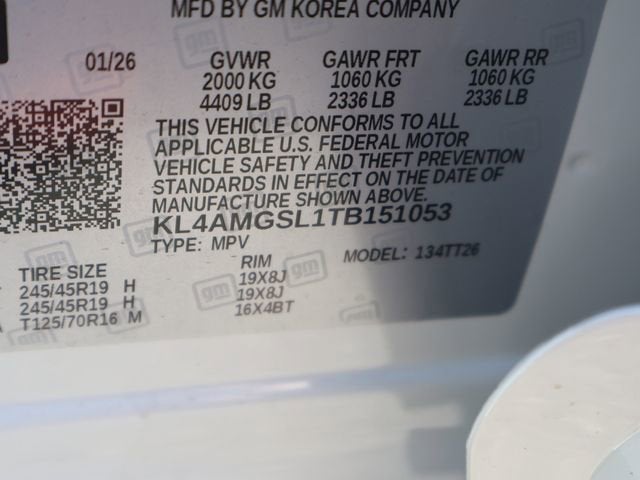 MFD BY GM KOREA COMPANY
01/26 GVWR GAWR FRT GAWR RR
2000 KG 1060 KG 1060 KG
4409 LB 2336 LB 2336 LB
THIS VEHICLE CONFORMS TO ALL
APPLICABLE U.S. FEDERAL MOTOR
VEHICLE SAFETY AND THEFT PREVENTION
STANDARDS IN EFFECT ON THE DATE OF
MANUFACTURE SHOWN ABOVE.
KL4AMGSL1TB151053
TYPE: MPV MODEL: 134TT26
TIRE SIZE RIM
245/45R19 H 19X8J
245/45R19 H 19X8J
T125/70R16 M 16X4BT
gm